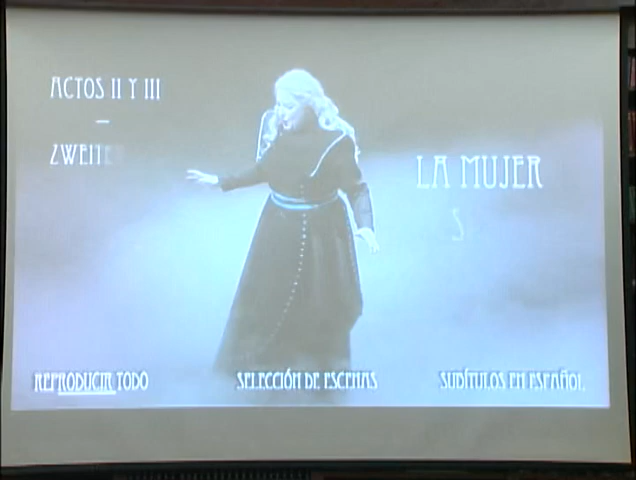 ACTOS II Y III
–
ZWEITE
LA MUJER
S
REPRODUCIR TODO
SELECCIÓN DE ESCENAS
SUBTÍTULOS EN ESPAÑOL